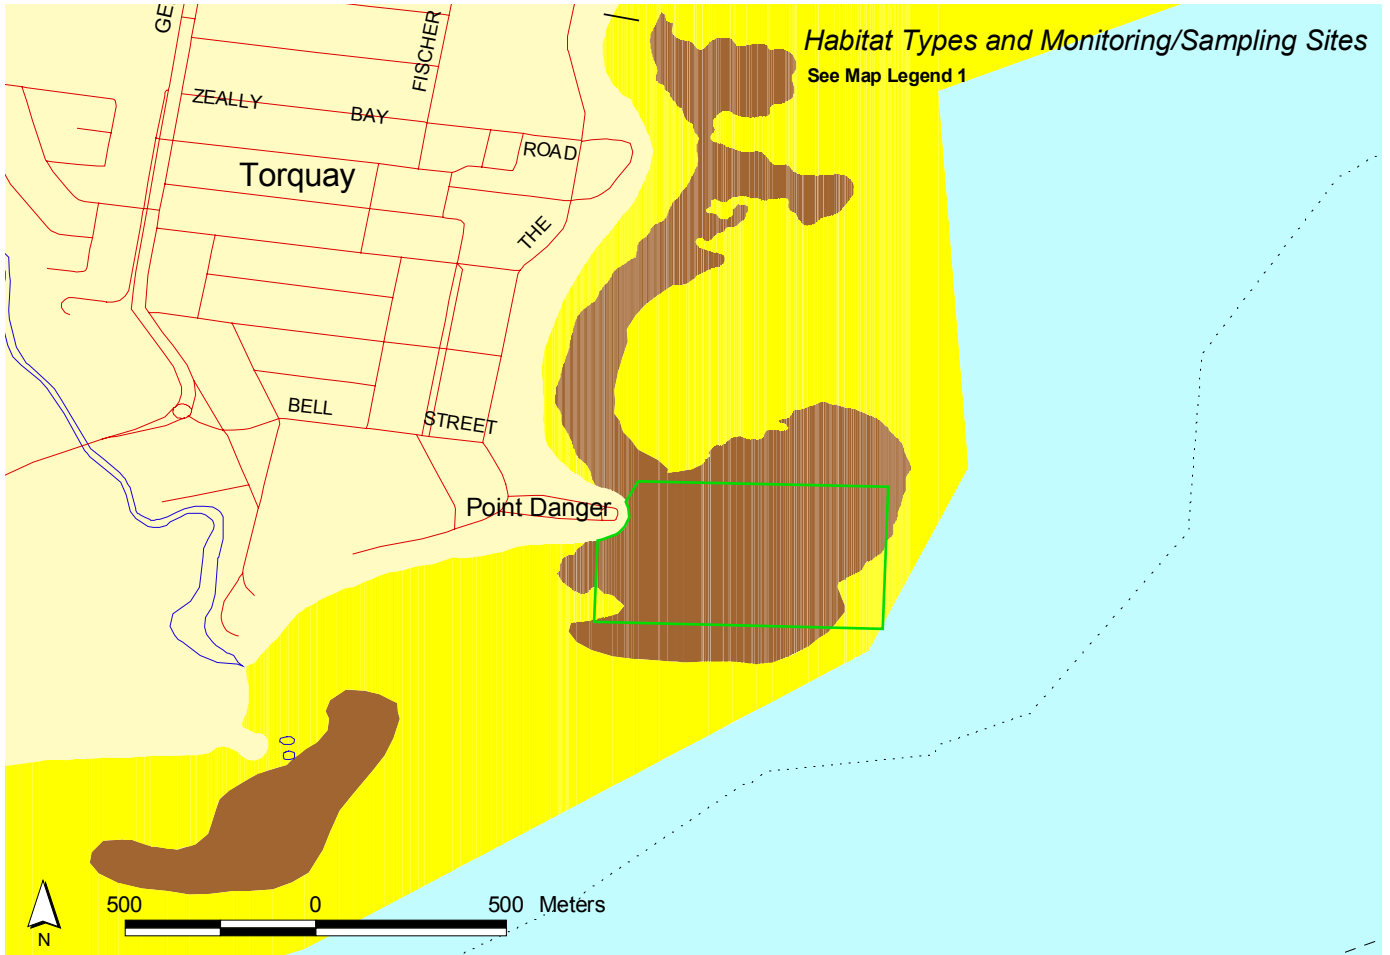 Habitat Types and Monitoring/Sampling Sites
See Map Legend 1
GE
FISCHER
ZEALLY BAY ROAD
Torquay
THE
BELL STREET
Point Danger
500 0 500 Meters
N